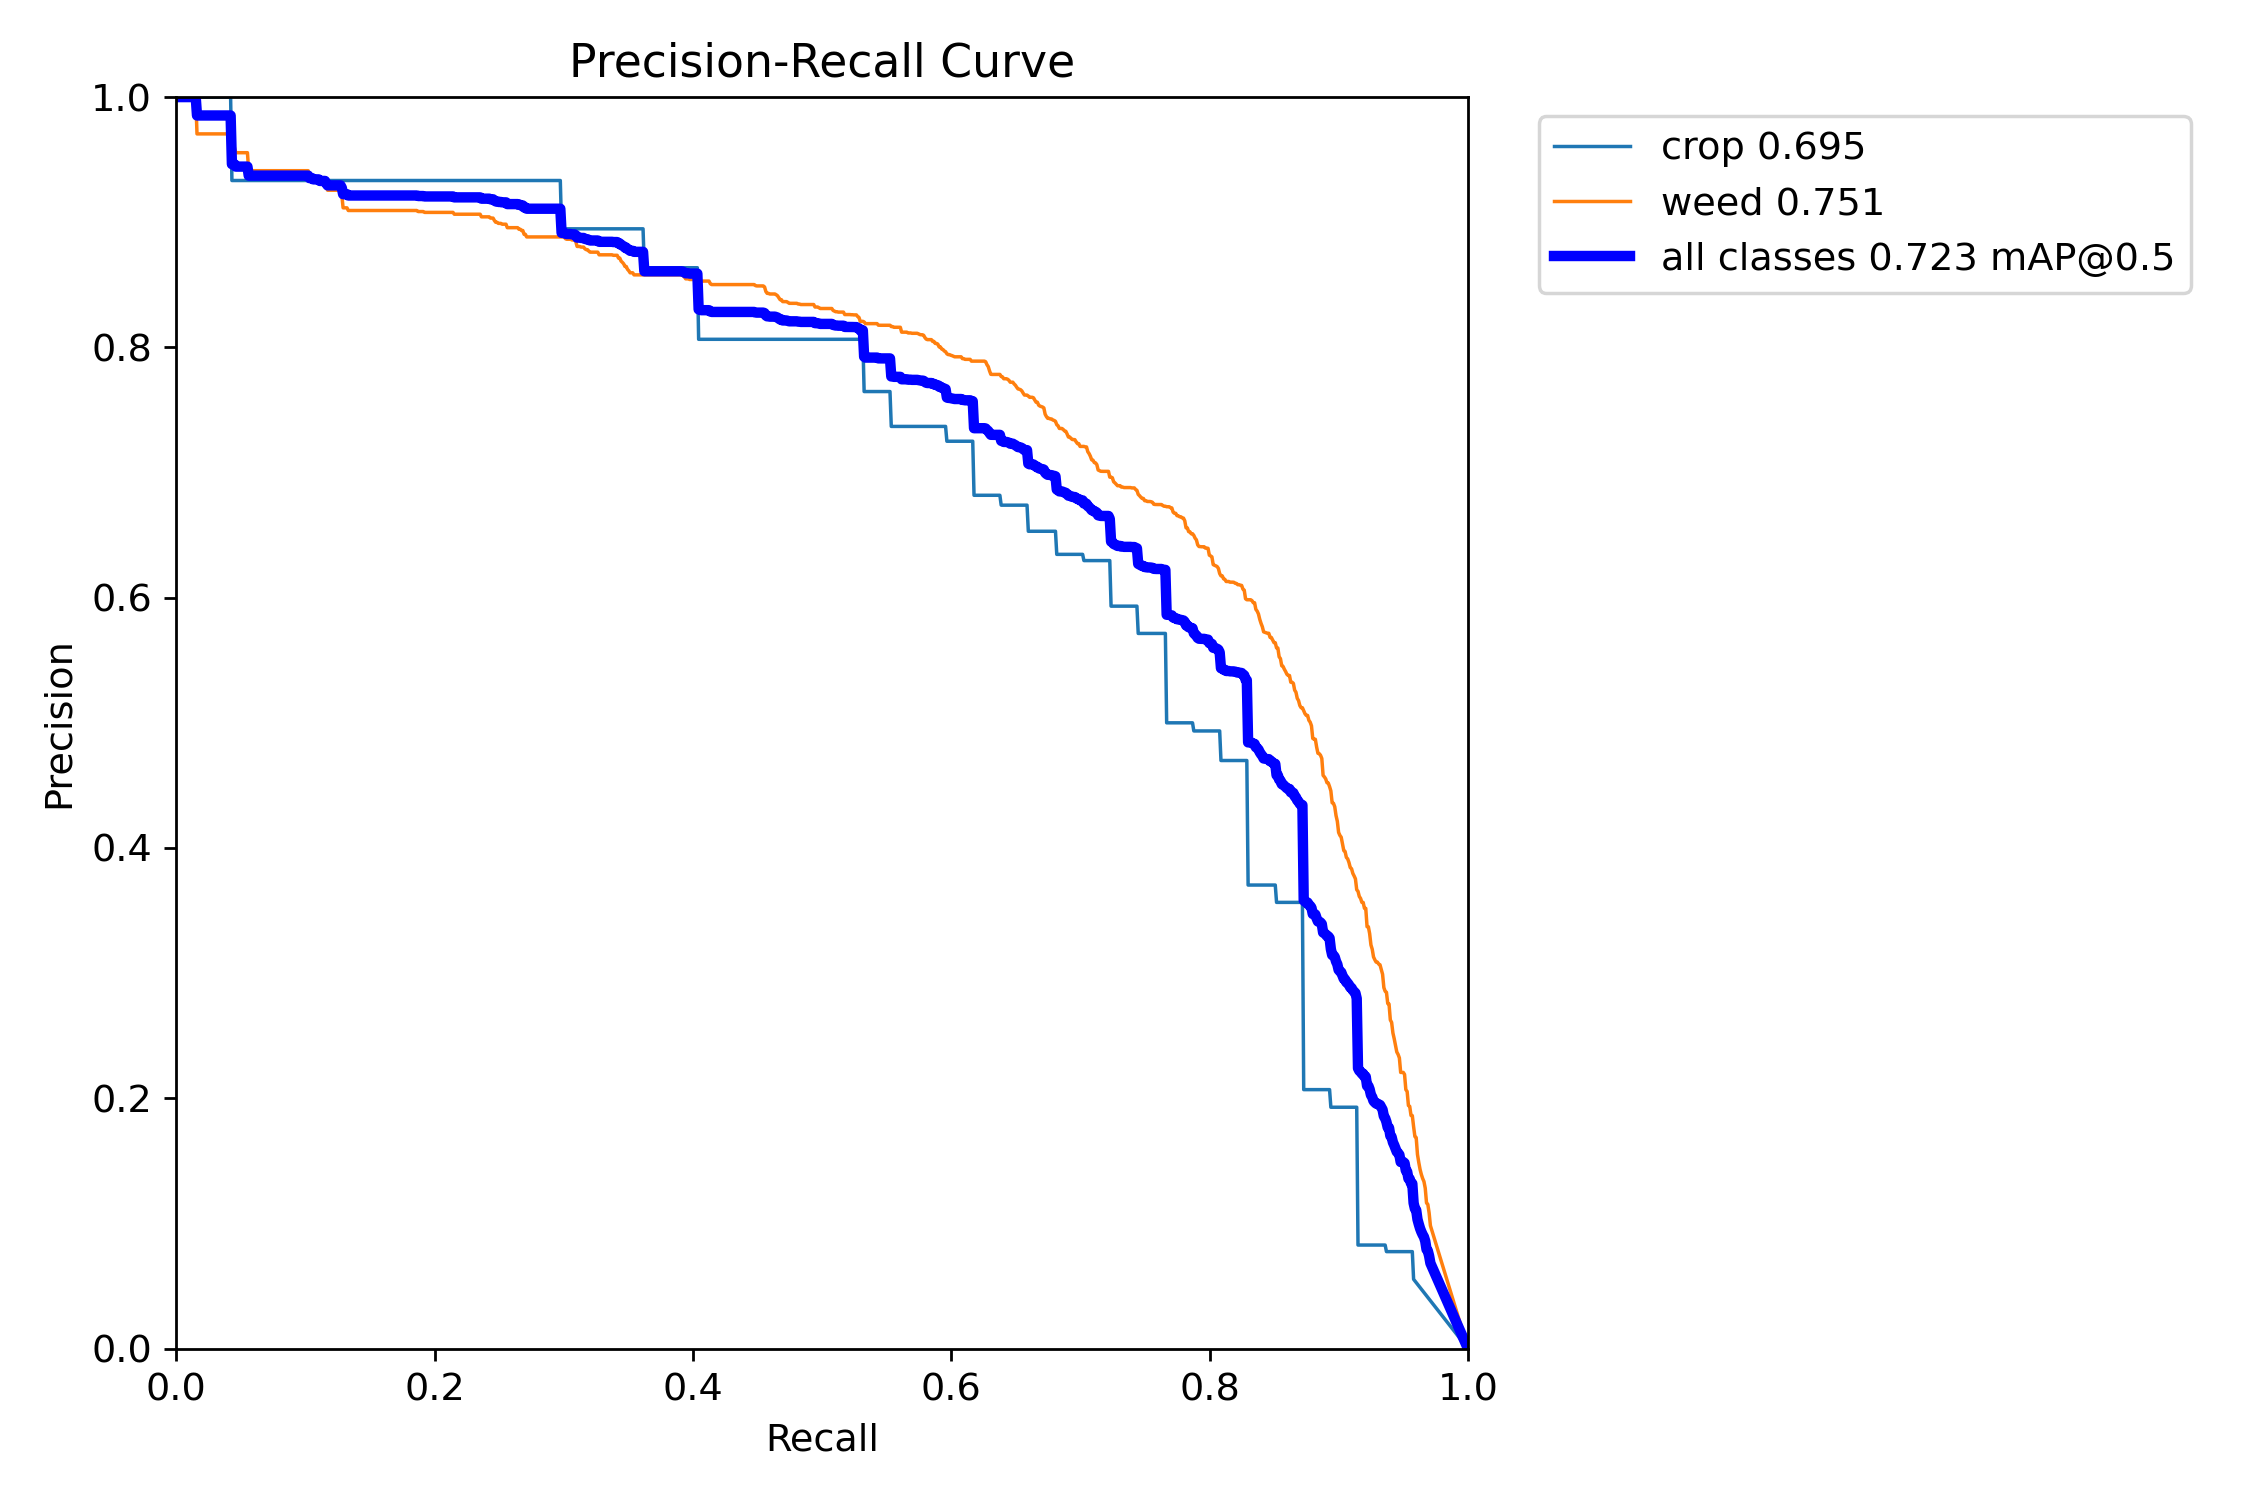 Precision-Recall Curve
crop 0.695
weed 0.751
all classes 0.723 mAP@0.5
1.0
0.8
0.6
0.4
0.2
0.0
Precision
0.0 0.2 0.4 0.6 0.8 1.0
Recall